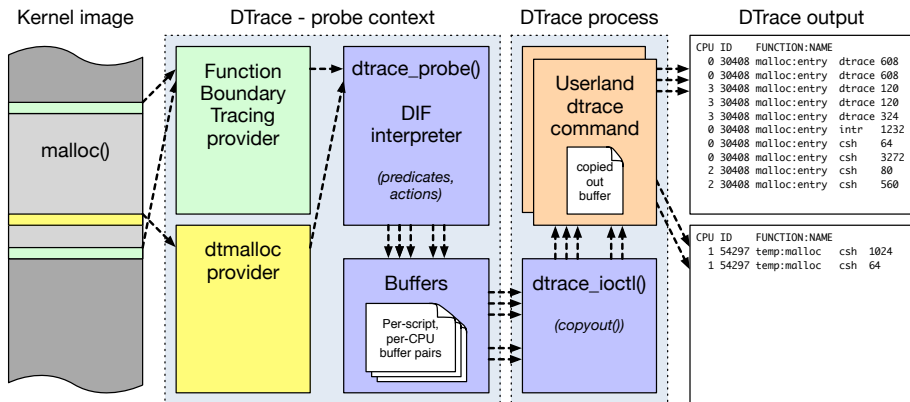 Kernel image
DTrace - probe context
DTrace process
DTrace output
malloc()
Function
Boundary
Tracing
provider
dtmalloc
provider
dtrace_probe()
DIF
interpreter
(predicates,
actions)
Buffers
Per-script,
per-CPU
buffer pairs
Userland
dtrace
command
copied
out
buffer
dtrace_ioctl()
(copyout())
CPU ID FUNCTION:NAME
0 30408 malloc:entry dtrace 608
0 30408 malloc:entry dtrace 608
3 30408 malloc:entry dtrace 120
3 30408 malloc:entry dtrace 120
3 30408 malloc:entry dtrace 324
0 30408 malloc:entry intr 1232
0 30408 malloc:entry csh 64
0 30408 malloc:entry csh 3272
2 30408 malloc:entry csh 80
2 30408 malloc:entry csh 560
CPU ID FUNCTION:NAME
1 54297 temp:malloc csh 1024
1 54297 temp:malloc csh 64